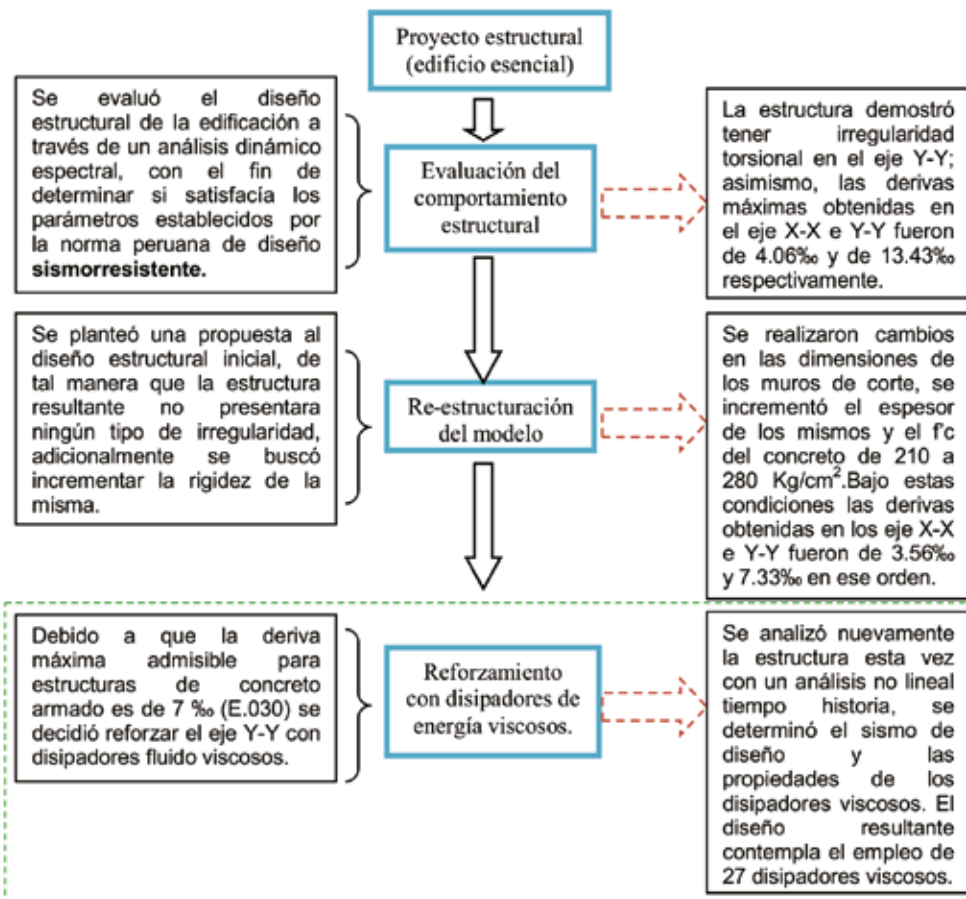 Proyecto estructural
(edificio esencial)
Se evaluó el diseño
estructural de la edificación a
través de un análisis dinámico
espectral, con el fin de
determinar si satisfacía los
parámetros establecidos por
la norma peruana de diseño
sismorresistente.
Evaluación del
comportamiento
estructural
La estructura demostró
tener irregularidad
torsional en el eje Y-Y;
asimismo, las derivas
máximas obtenidas en
el eje X-X e Y-Y fueron
de 4.06‰ y de 13.43‰
respectivamente.
Se planteó una propuesta al
diseño estructural inicial, de
tal manera que la estructura
resultante no presentara
ningún tipo de irregularidad,
adicionalmente se buscó
incrementar la rigidez de la
misma.
Re-estructuración
del modelo
Se realizaron cambios
en las dimensiones de
los muros de corte, se
incrementó el espesor
de los mismos y el f'c
del concreto de 210 a
280 Kg/cm².Bajo estas
condiciones las derivas
obtenidas en los eje X-X
e Y-Y fueron de 3.56‰
y 7.33‰ en ese orden.
Debido a que la deriva
máxima admisible para
estructuras de concreto
armado es de 7 ‰ (E.030) se
decidió reforzar el eje Y-Y con
disipadores fluido viscosos.
Reforzamiento
con disipadores de
energía viscosos.
Se analizó nuevamente
la estructura esta vez
con un análisis no lineal
tiempo historia, se
determinó el sismo de
diseño y las
propiedades de los
disipadores viscosos. El
diseño resultante
contempla el empleo de
27 disipadores viscosos.